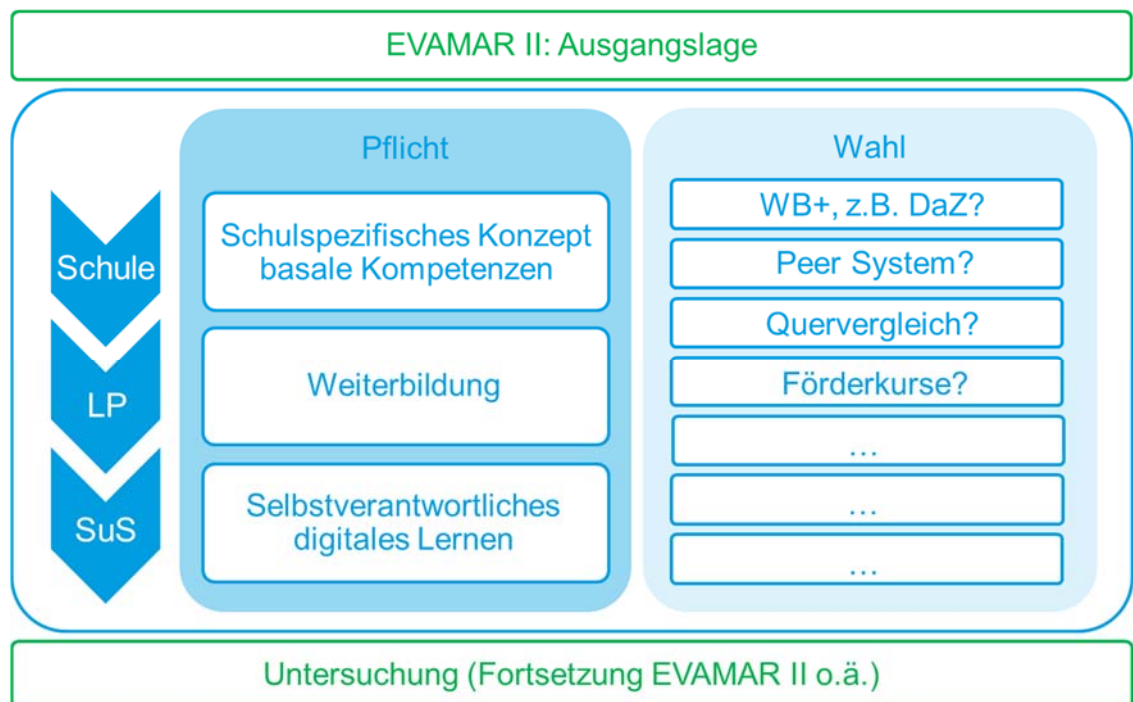 EVAMAR II: Ausgangslage
Schule
LP
SuS
Pflicht
Schulspezifisches Konzept
basale Kompetenzen
Weiterbildung
Selbstverantwortliches
digitales Lernen
Wahl
WB+, z.B. DaZ?
Peer System?
Quervergleich?
Förderkurse?
…
…
…
Untersuchung (Fortsetzung EVAMAR II o.ä.)